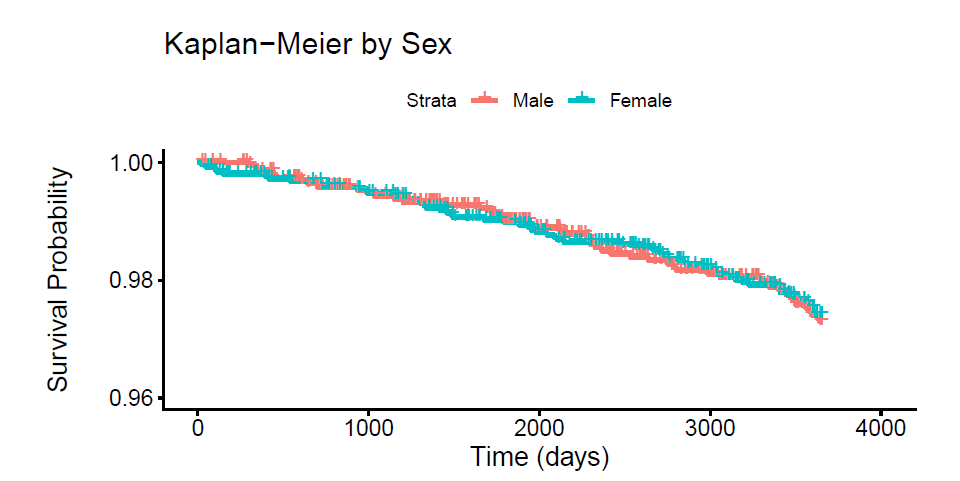 Kaplan−Meier by Sex
Strata Male Female
Survival Probability
1.00
0.98
0.96
0 1000 2000 3000 4000
Time (days)